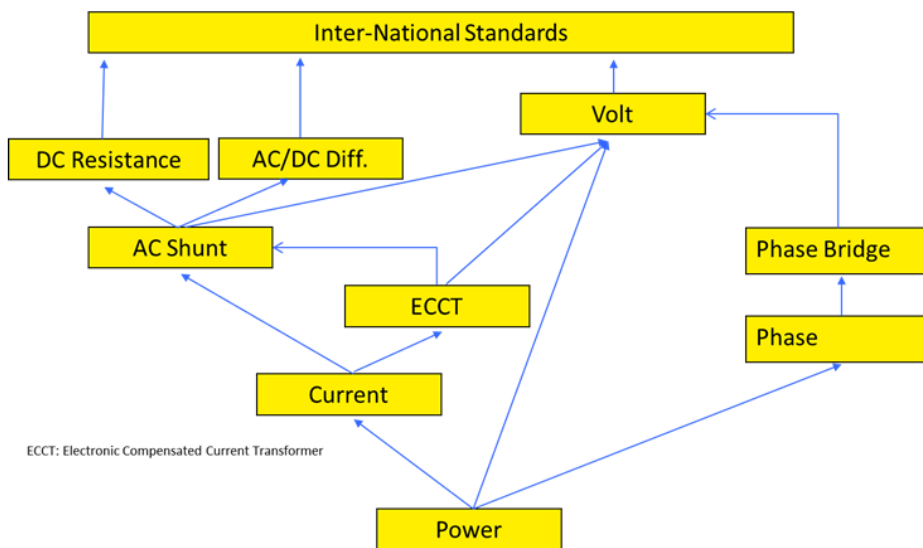 Inter-National Standards
Volt
DC Resistance
AC/DC Diff.
AC Shunt
Phase Bridge
ECCT
Phase
Current
ECCT: Electronic Compensated Current Transformer
Power